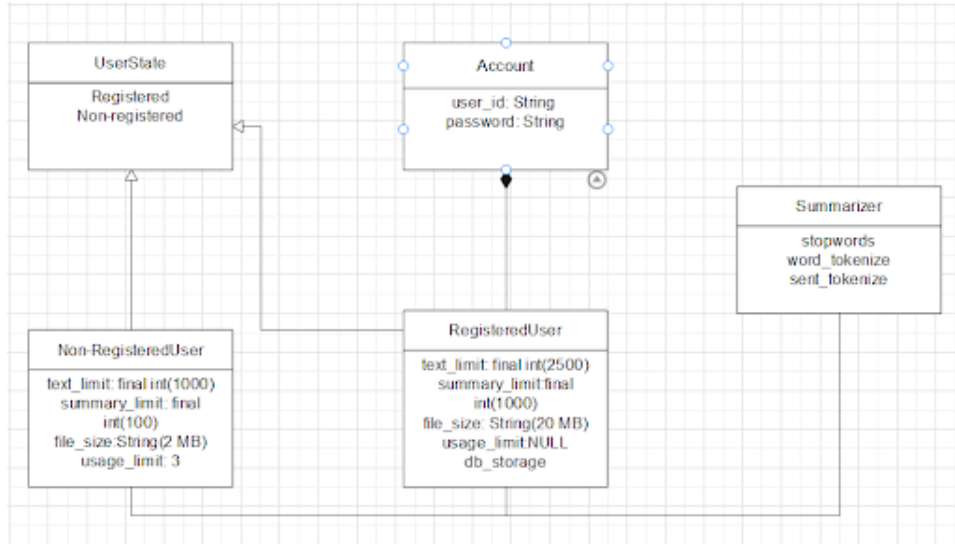 UserState
Registered
Non-registered
Account
user_id: String
password: String
Summarizer
stopwords
word_tokenize
sent_tokenize
Non-RegisteredUser
text_limit: final int(1000)
summary_limit: final
int(100)
file_size:String(2 MB)
usage_limit: 3
RegisteredUser
text_limit: final int(2500)
summary_limit:final
int(1000)
file_size: String(20 MB)
usage_limit:NULL
db_storage